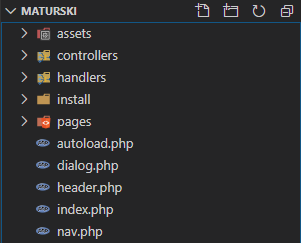 MATURSKI
assets
controllers
handlers
install
pages
autoload.php
dialog.php
header.php
index.php
nav.php